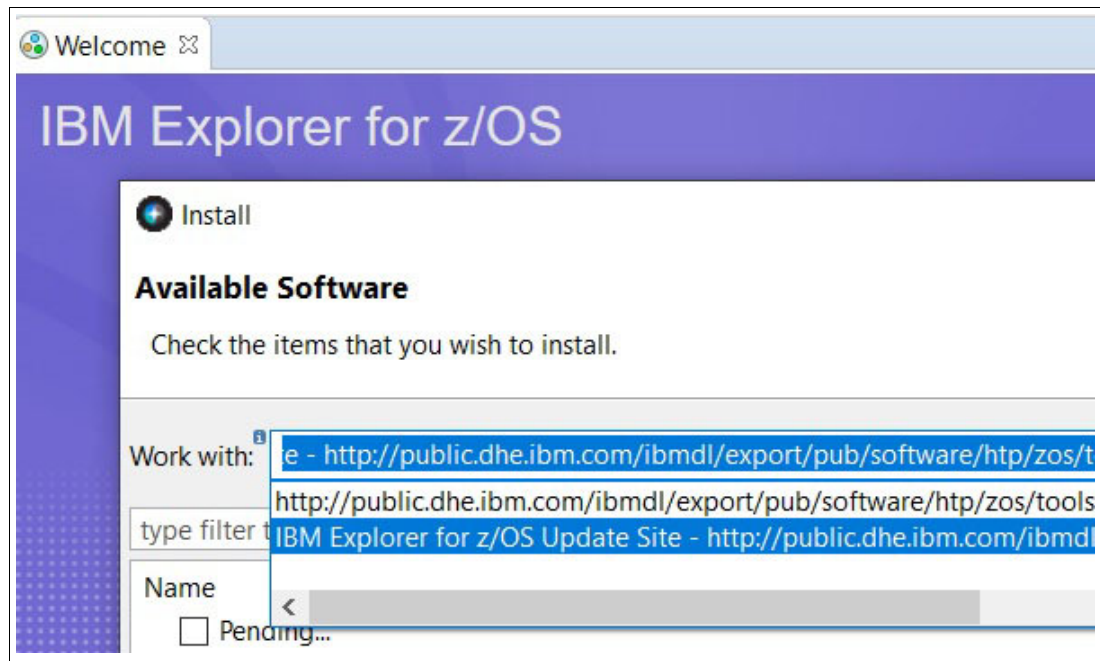 Welcome
IBM Explorer for z/OS
Install
Available Software
Check the items that you wish to install.
Work with: e - http://public.dhe.ibm.com/ibmdl/export/pub/software/htp/zos/t
http://public.dhe.ibm.com/ibmdl/export/pub/software/htp/zos/tools
type filter t
IBM Explorer for z/OS Update Site - http://public.dhe.ibm.com/ibmdl
Name
Pending...